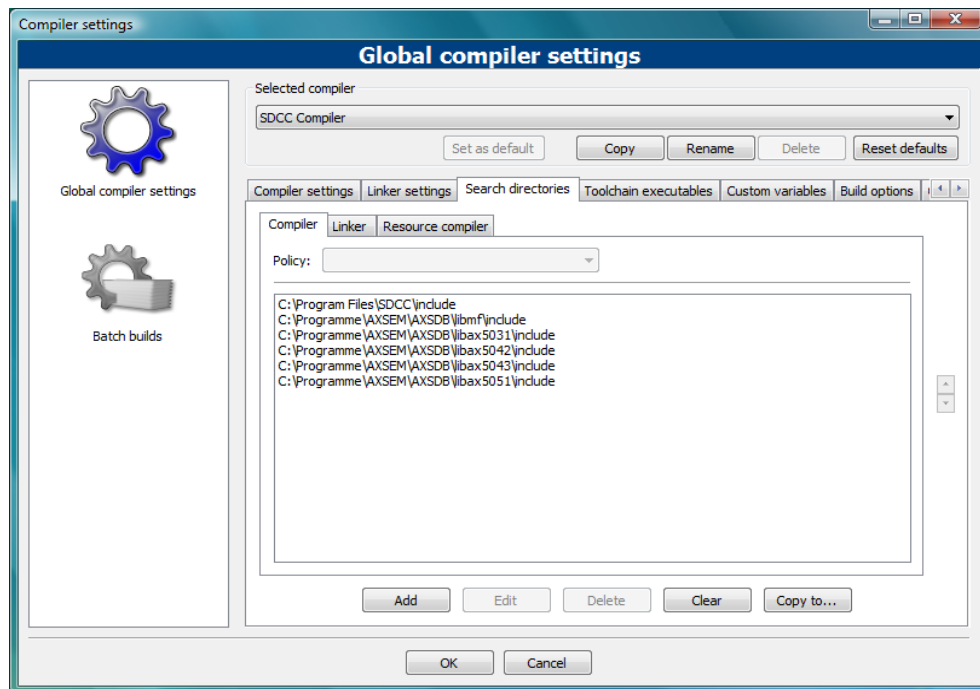 Compiler settings
Global compiler settings
Global compiler settings
Batch builds
Selected compiler
SDCC Compiler
Set as default Copy Rename Delete Reset defaults
Compiler settings Linker settings Search directories Toolchain executables Custom variables Build options
Compiler Linker Resource compiler
Policy:
C:\Program Files\SDCC\include
C:\Programme\AXSEM\AXSDB\libmf\include
C:\Programme\AXSEM\AXSDB\libax5031\include
C:\Programme\AXSEM\AXSDB\libax5042\include
C:\Programme\AXSEM\AXSDB\libax5043\include
C:\Programme\AXSEM\AXSDB\libax5051\include
Add Edit Delete Clear Copy to...
OK Cancel